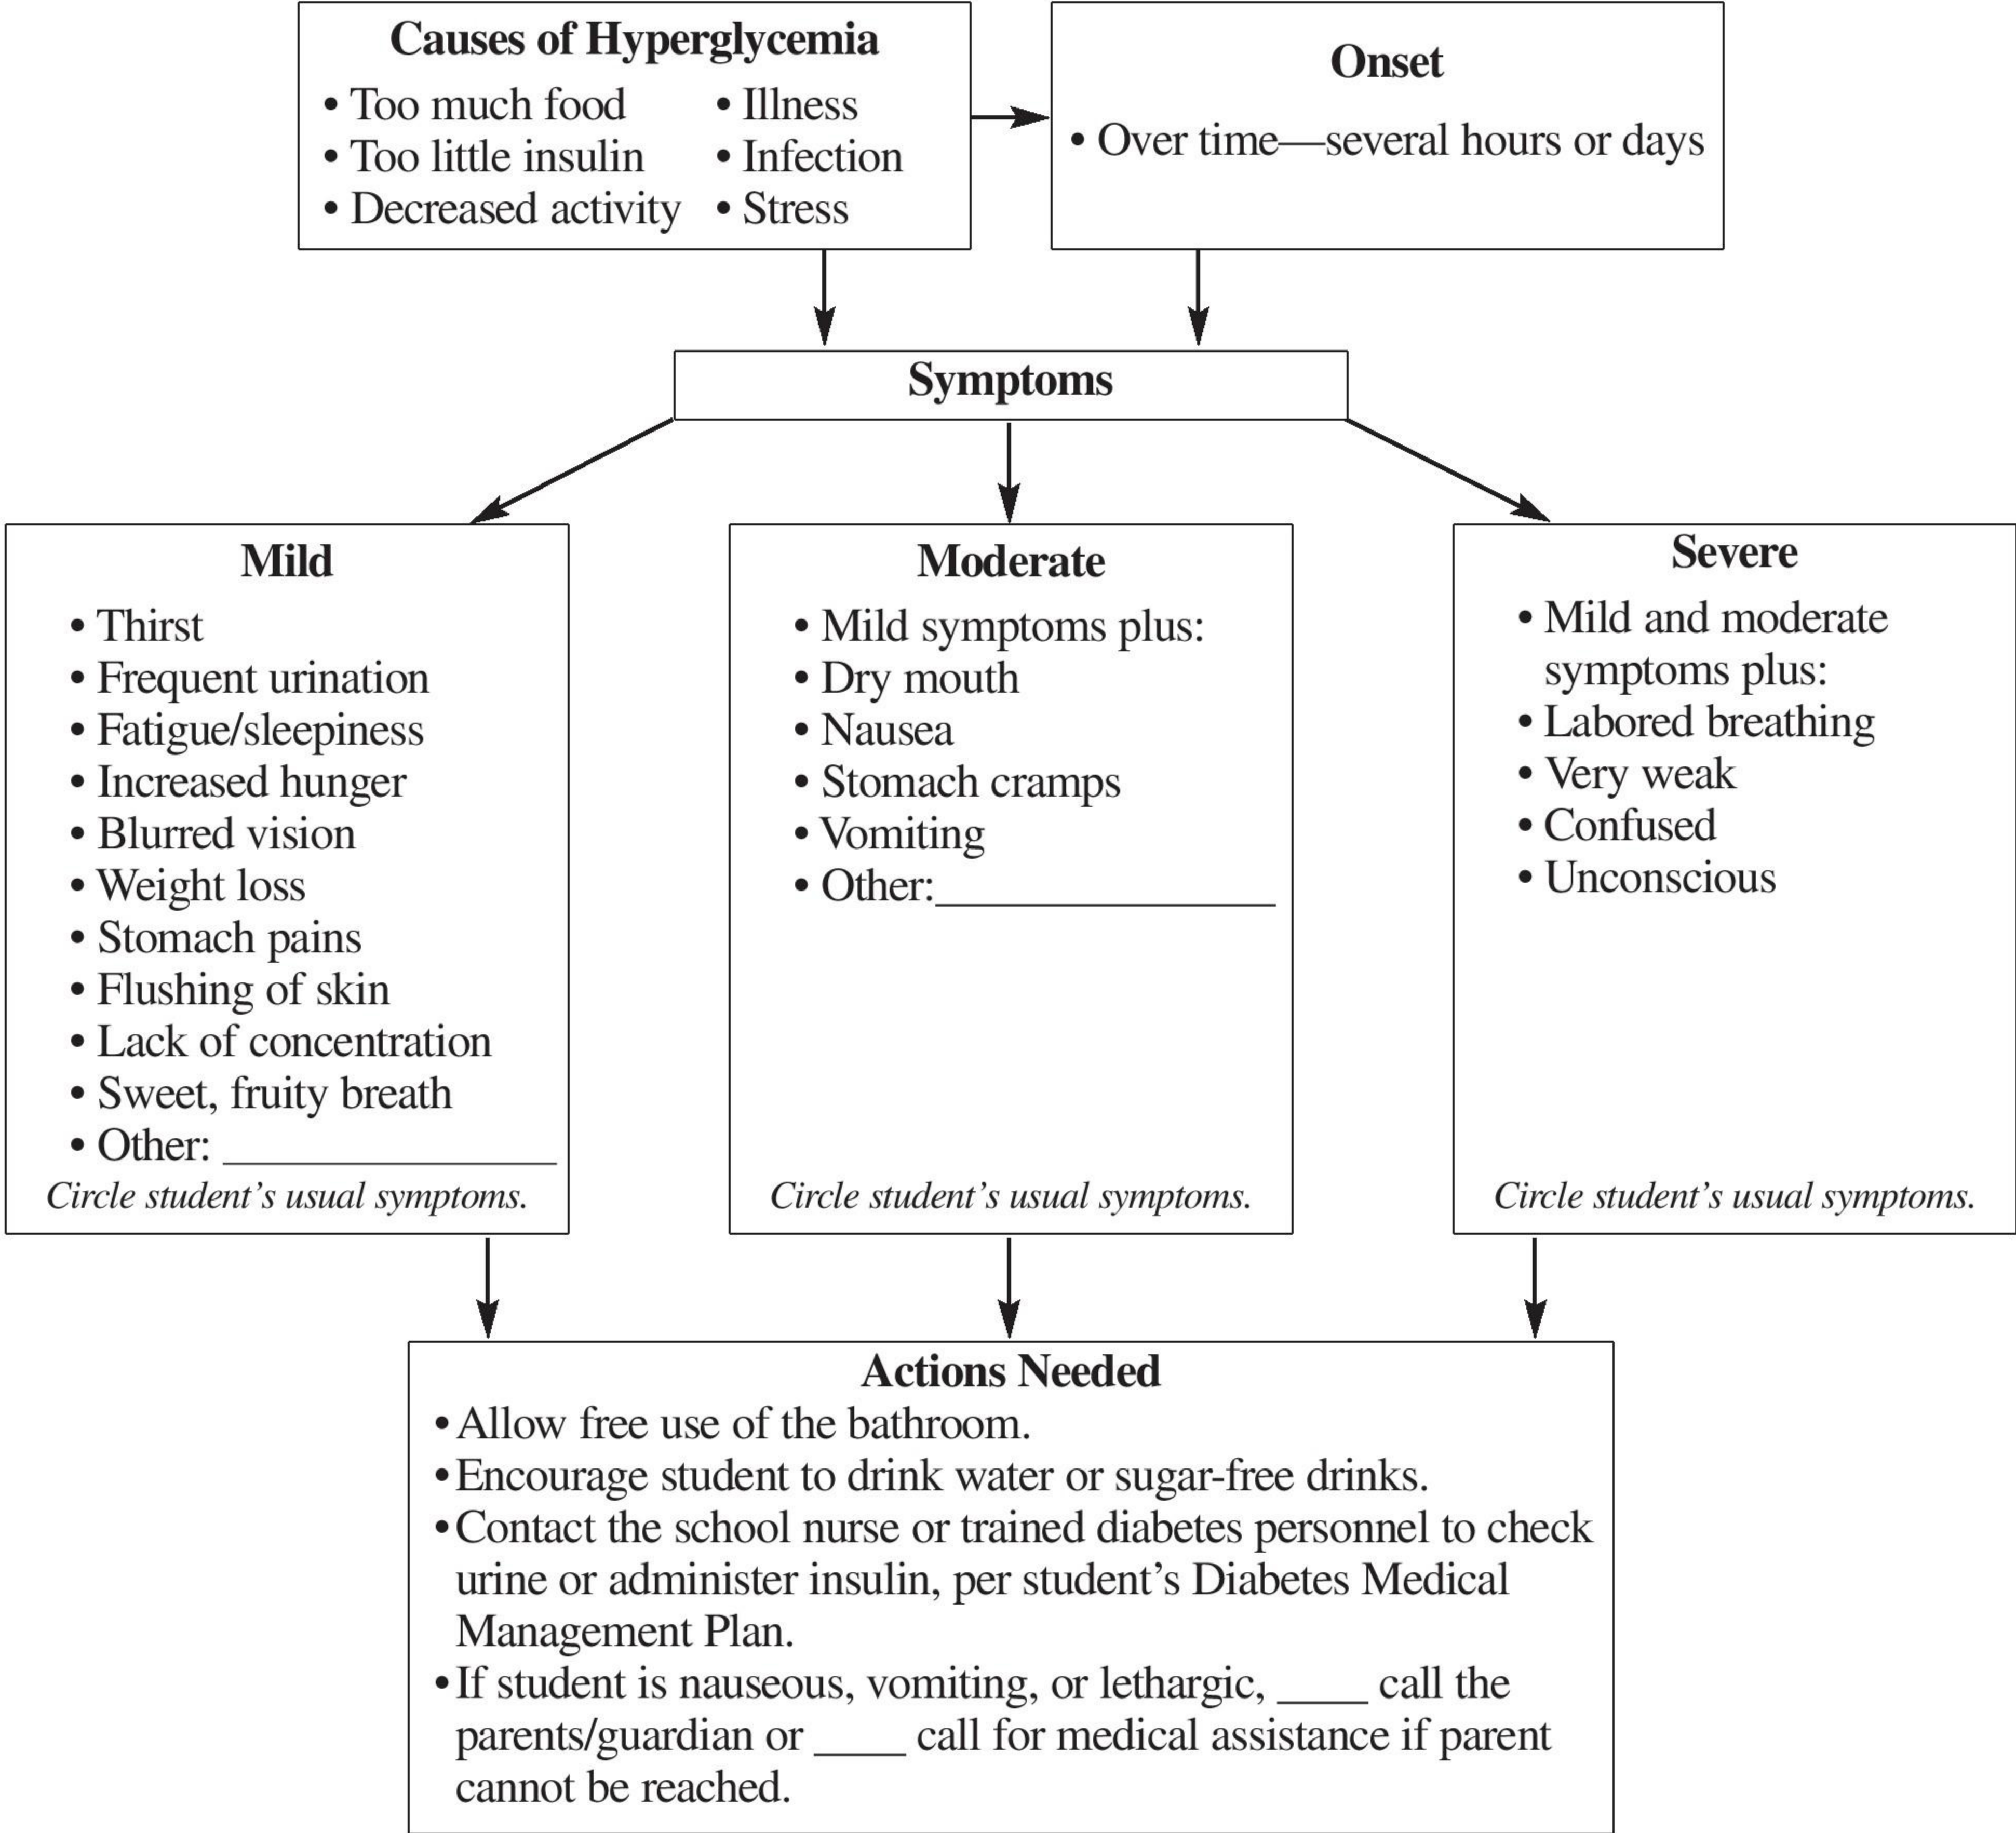 Causes of Hyperglycemia
• Too much food
• Too little insulin
• Decreased activity
• Illness
• Infection
• Stress
Onset
• Over time—several hours or days
Symptoms
Mild
• Thirst
• Frequent urination
• Fatigue/sleepiness
• Increased hunger
• Blurred vision
• Weight loss
• Stomach pains
• Flushing of skin
• Lack of concentration
• Sweet, fruity breath
• Other: ______________
Circle student’s usual symptoms.
Moderate
• Mild symptoms plus:
• Dry mouth
• Nausea
• Stomach cramps
• Vomiting
• Other:______________
Circle student’s usual symptoms.
Severe
• Mild and moderate
symptoms plus:
• Labored breathing
• Very weak
• Confused
• Unconscious
Circle student’s usual symptoms.
Actions Needed
• Allow free use of the bathroom.
• Encourage student to drink water or sugar-free drinks.
• Contact the school nurse or trained diabetes personnel to check
urine or administer insulin, per student’s Diabetes Medical
Management Plan.
• If student is nauseous, vomiting, or lethargic, ____ call the
parents/guardian or ____ call for medical assistance if parent
cannot be reached.